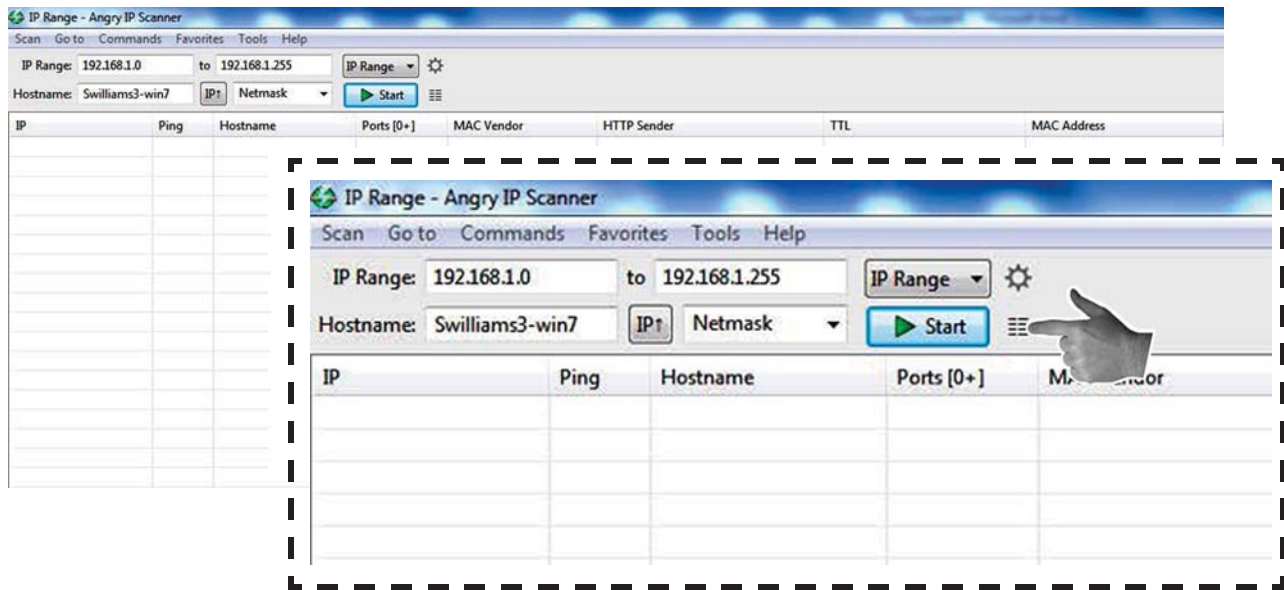 IP Range - Angry IP Scanner
Scan Go to Commands Favorites Tools Help
IP Range: 192.168.1.0 to 192.168.1.255 IP Range
Hostname: Swilliams3-win7 IP↑ Netmask Start
IP Ping Hostname Ports [0+] MAC Vendor HTTP Sender TTL MAC Address
IP Range - Angry IP Scanner
Scan Go to Commands Favorites Tools Help
IP Range: 192.168.1.0 to 192.168.1.255 IP Range
Hostname: Swilliams3-win7 IP↑ Netmask Start
IP Ping Hostname Ports [0+]